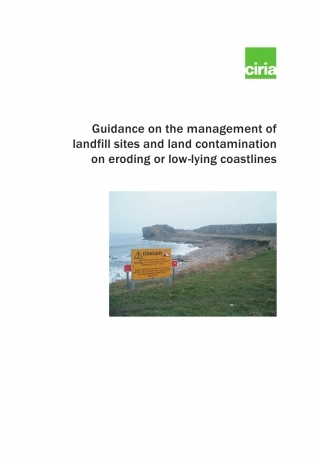 ciria
Guidance on the management of
landfill sites and land contamination
on eroding or low-lying coastlines
DANGER